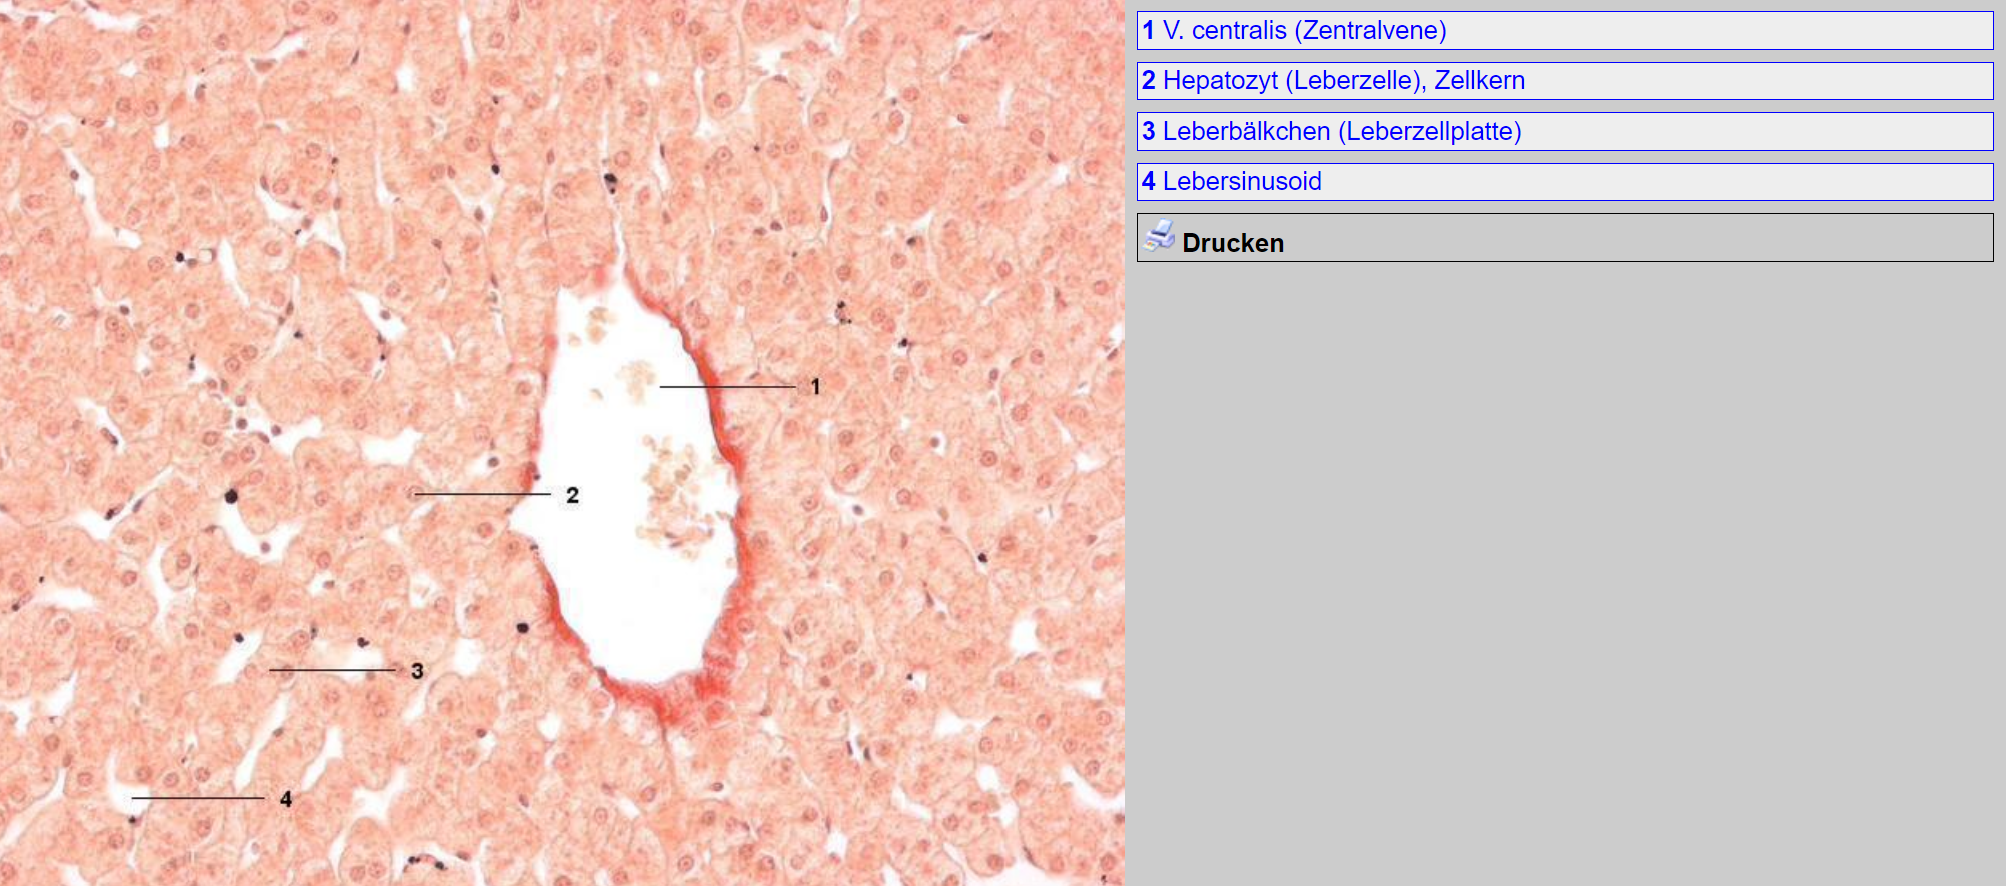 1 V. centralis (Zentralvene)
2 Hepatozyt (Leberzelle), Zellkern
3 Leberbälkchen (Leberzellplatte)
4 Lebersinusoid
Drucken
1
2
3
4